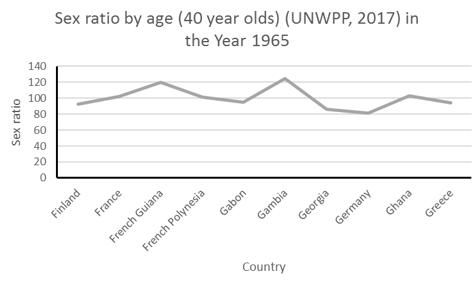 Sex ratio by age (40 year olds) (UNWPP, 2017) in
the Year 1965
140
120
100
80
60
40
20
0
Sex ratio
Finland
France
French Guiana
French Polynesia
Gabon
Gambia
Georgia
Germany
Ghana
Greece
Country